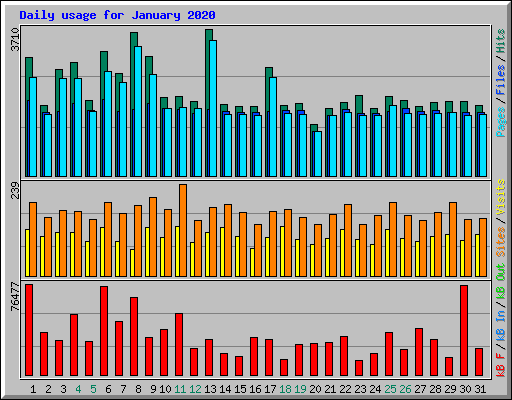 Daily usage for January 2020
3710
Pages / Files / Hits
239
Sites / Visits
76477
kB F / kB In / kB Out
1 2 3 4 5 6 7 8 9 10 11 12 13 14 15 16 17 18 19 20 21 22 23 24 25 26 27 28 29 30 31